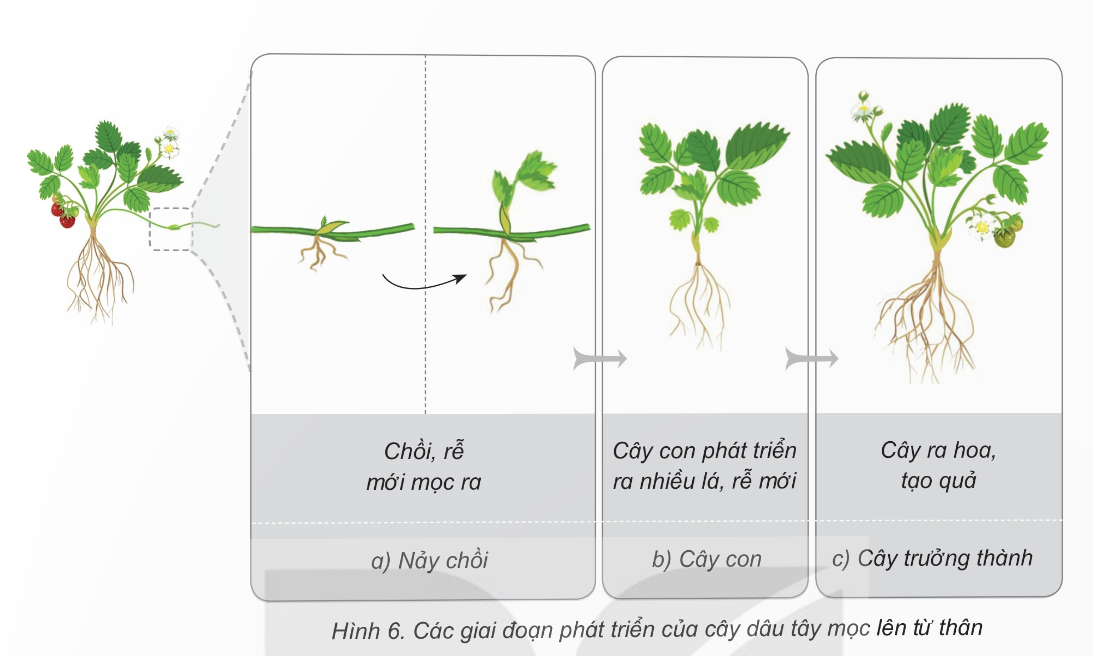 Chồi, rễ
mới mọc ra
Cây con phát triển
ra nhiều lá, rễ mới
Cây ra hoa,
tạo quả
a) Nảy chồi
b) Cây con
c) Cây trưởng thành
Hình 6. Các giai đoạn phát triển của cây dâu tây mọc lên từ thân